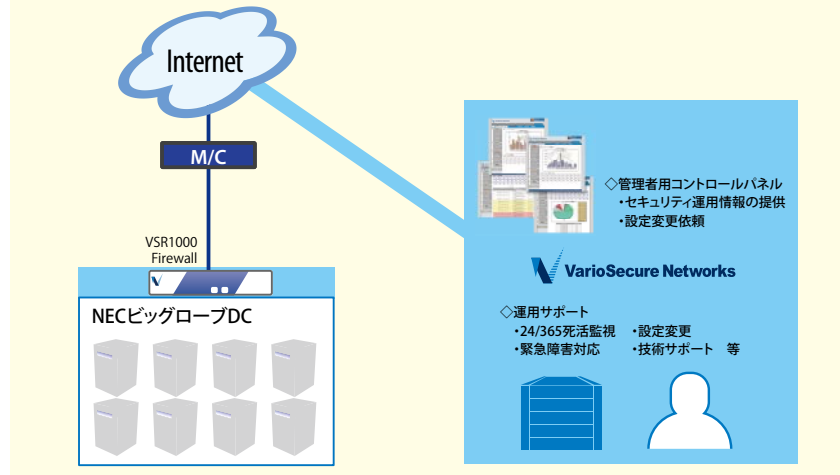 Internet
M/C
VSR1000
Firewall
NECビッグローブDC
◇管理者用コントロールパネル
・セキュリティ運用情報の提供
・設定変更依頼
VarioSecure Networks
◇運用サポート
・24/365死活監視 ・設定変更
・緊急障害対応 ・技術サポート 等